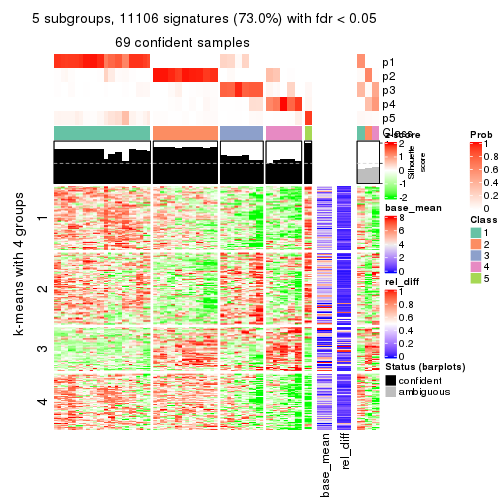 5 subgroups, 11106 signatures (73.0%) with fdr < 0.05
69 confident samples
p1
p2
p3
p4
p5
Class
z-score
2
1
0
-1
-2
Silhouette
score
base_mean
8
6
4
2
0
rel_diff
1
0.8
0.6
0.4
0.2
0
Prob
1
0.8
0.6
0.4
0.2
0
Class
1
2
3
4
5
Status (barplots)
confident
ambiguous
k-means with 4 groups
1
2
3
4
base_mean
rel_diff